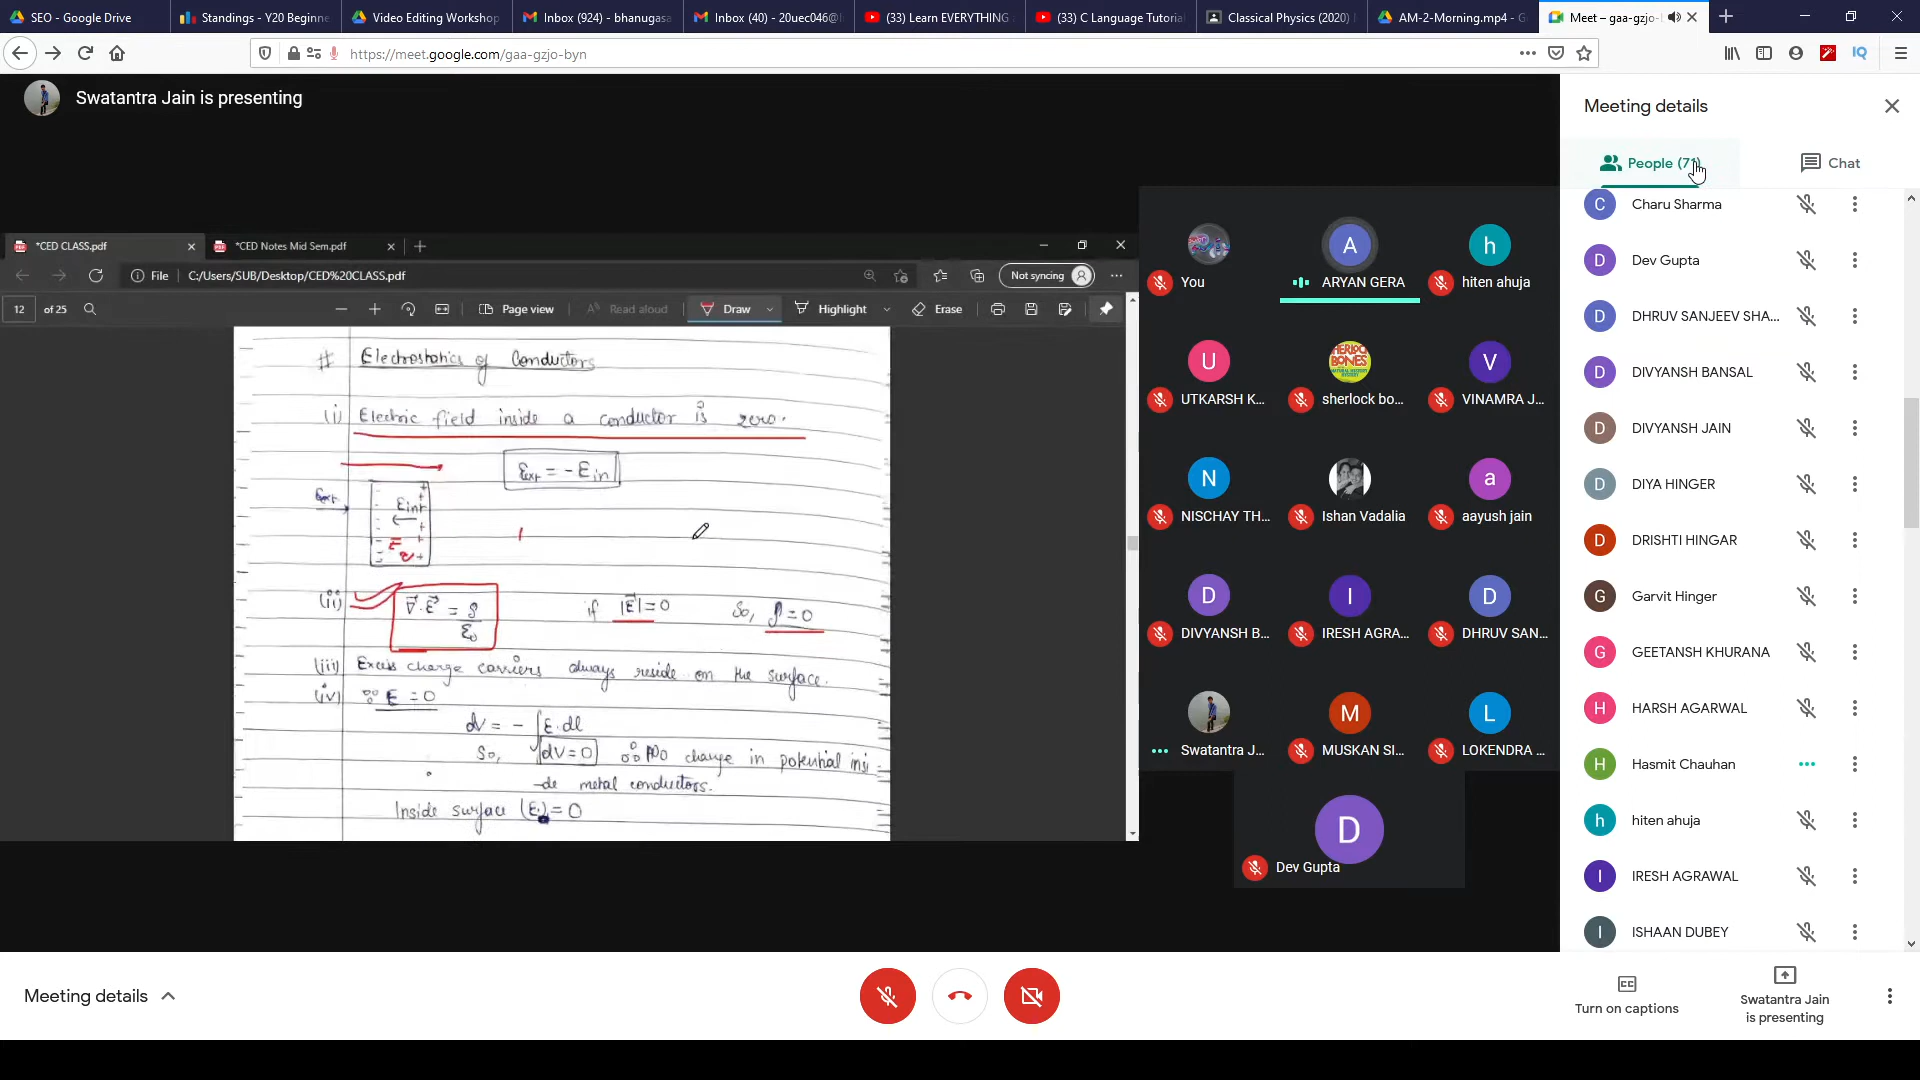 SEO - Google Drive
Standings - Y20 Beginne
Video Editing Workshop
Inbox (924) - bhanugasa
Inbox (40) - 20uec046@
(33) Learn EVERYTHING
(33) C Language Tutorial
Classical Physics (2020)
AM-2-Morning.mp4 - G
Meet – gaa-gzjo-
https://meet.google.com/gaa-gzjo-byn
IQ
Swatantra Jain is presenting
*CED CLASS.pdf
*CED Notes Mid Sem.pdf
File C:/Users/SUB/Desktop/CED%20CLASS.pdf
Not syncing
12 of 25
Page view
Read aloud
Draw
Highlight
Erase
# Electrostatics of Conductors
(i) Electric field inside a conductor is zero.
Eext = - Ein
Eext
Eint
(ii) ∇⃗·E⃗ = ρ/ε0 if |E⃗|=0 So, ρ=0
(iii) Excess charge carriers always reside on the surface.
(iv) ∵ E = 0
dV = - ∫E.dl
So, dV=0 ∴ No change in potential insi
-de metal conductors.
Inside surface (E)=0
You
A
ARYAN GERA
h
hiten ahuja
U
UTKARSH K...
SHERLOCK BONES
sherlock bo...
V
VINAMRA J...
N
NISCHAY TH...
Ishan Vadalia
a
aayush jain
D
DIVYANSH B...
I
IRESH AGRA...
D
DHRUV SAN...
Swatantra J...
M
MUSKAN SI...
L
LOKENDRA ...
D
Dev Gupta
Meeting details
People (71)
Chat
C Charu Sharma
D Dev Gupta
D DHRUV SANJEEV SHA...
D DIVYANSH BANSAL
D DIVYANSH JAIN
D DIYA HINGER
D DRISHTI HINGAR
G Garvit Hinger
G GEETANSH KHURANA
H HARSH AGARWAL
H Hasmit Chauhan
h hiten ahuja
I IRESH AGRAWAL
I ISHAAN DUBEY
Meeting details
Turn on captions
Swatantra Jain
is presenting